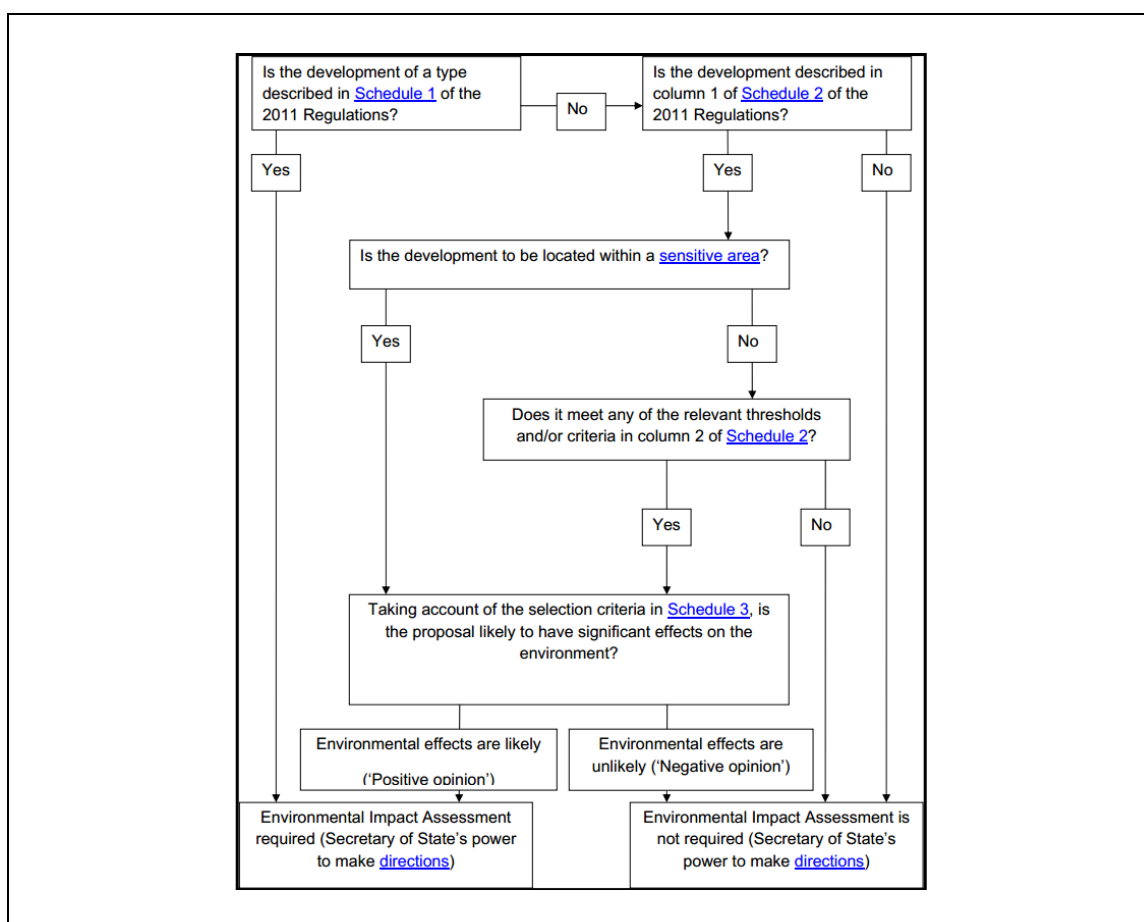 Is the development of a type
described in Schedule 1 of the
2011 Regulations?
No
Is the development described in
column 1 of Schedule 2 of the
2011 Regulations?
Yes
Yes
No
Is the development to be located within a sensitive area?
Yes
No
Does it meet any of the relevant thresholds
and/or criteria in column 2 of Schedule 2?
Yes
No
Taking account of the selection criteria in Schedule 3, is
the proposal likely to have significant effects on the
environment?
Environmental effects are likely
(‘Positive opinion’)
Environmental effects are
unlikely (‘Negative opinion’)
Environmental Impact Assessment
required (Secretary of State’s power
to make directions)
Environmental Impact Assessment is
not required (Secretary of State’s
power to make directions)